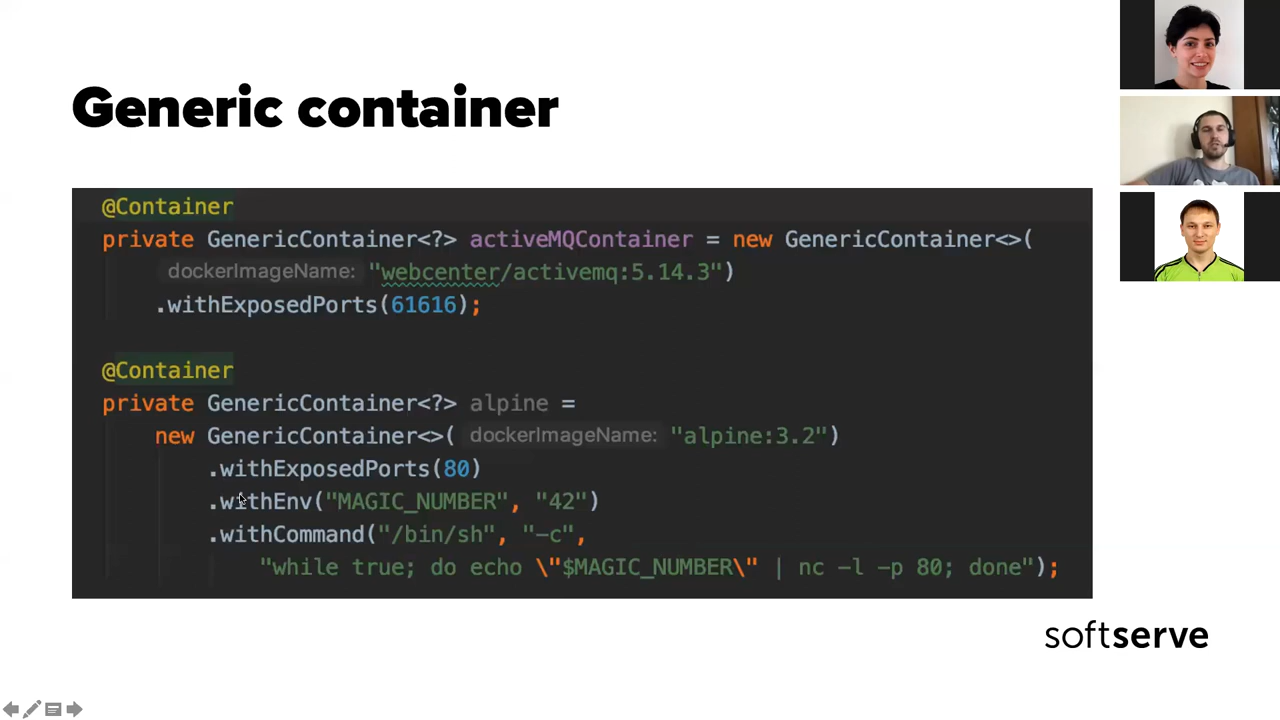 Generic container
@Container
private GenericContainer<?> activeMQContainer = new GenericContainer<>(
dockerImageName: "webcenter/activemq:5.14.3")
.withExposedPorts(61616);
@Container
private GenericContainer<?> alpine =
new GenericContainer<>( dockerImageName: "alpine:3.2")
.withExposedPorts(80)
.withEnv("MAGIC_NUMBER", "42")
.withCommand("/bin/sh", "-c",
"while true; do echo \"$MAGIC_NUMBER\" | nc -l -p 80; done");
softserve